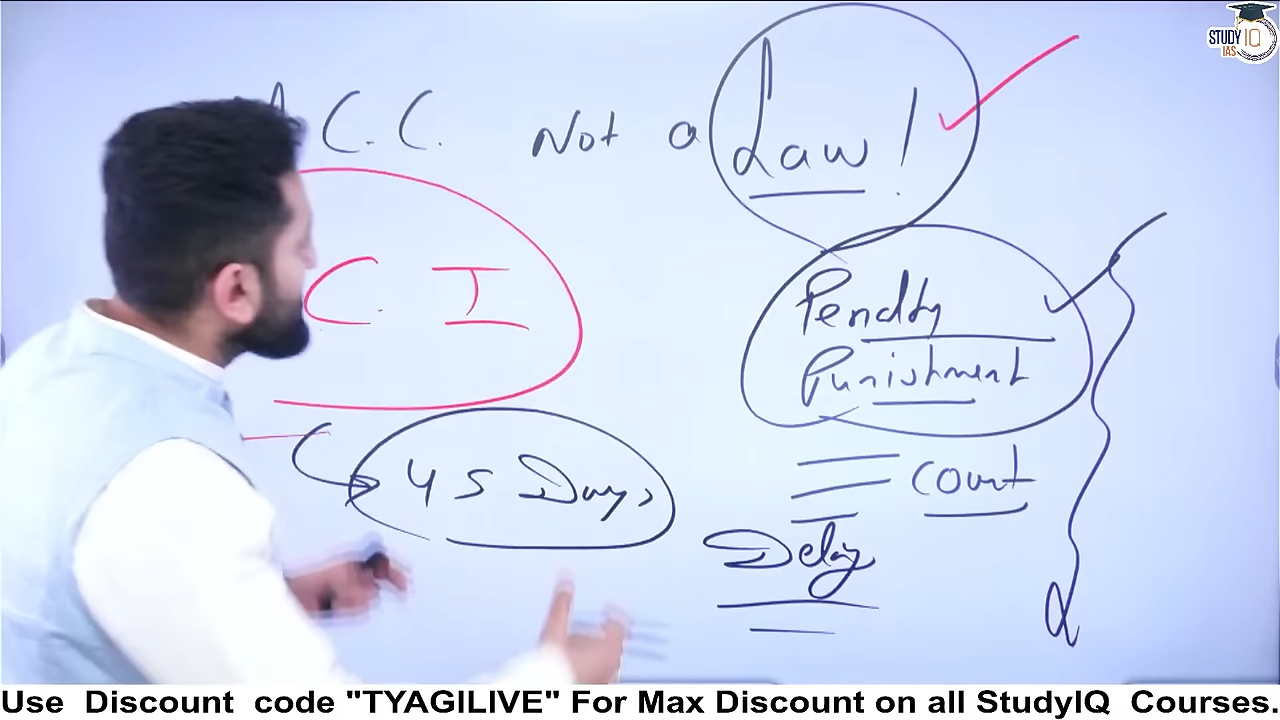 STUDY IQ
IAS
C. C. Not a Law!
C. I
Penalty
Punishment
45 Days
Court
Delay
Use Discount code "TYAGILIVE" For Max Discount on all StudyIQ Courses.